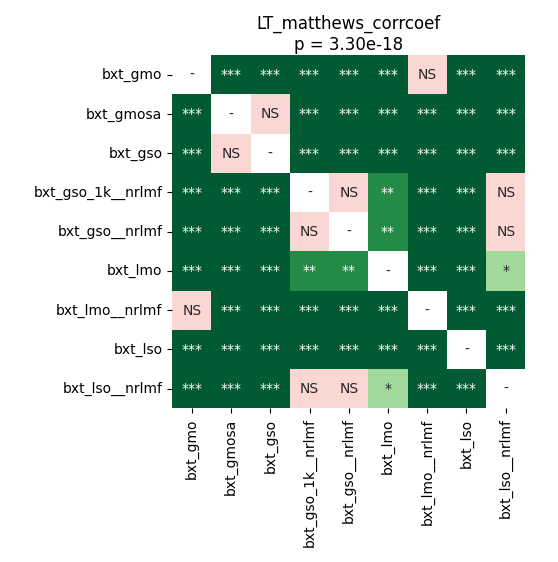 LT_matthews_corrcoef
p = 3.30e-18
bxt_gmo - *** *** *** *** *** NS *** ***
bxt_gmosa *** - NS *** *** *** *** *** ***
bxt_gso *** NS - *** *** *** *** *** ***
bxt_gso_1k__nrlmf *** *** *** - NS ** *** *** NS
bxt_gso__nrlmf *** *** *** NS - ** *** *** NS
bxt_lmo *** *** *** ** ** - *** *** *
bxt_lmo__nrlmf NS *** *** *** *** *** - *** ***
bxt_lso *** *** *** *** *** *** *** - ***
bxt_lso__nrlmf *** *** *** NS NS * *** *** -
bxt_gmo
bxt_gmosa
bxt_gso
bxt_gso_1k__nrlmf
bxt_gso__nrlmf
bxt_lmo
bxt_lmo__nrlmf
bxt_lso
bxt_lso__nrlmf